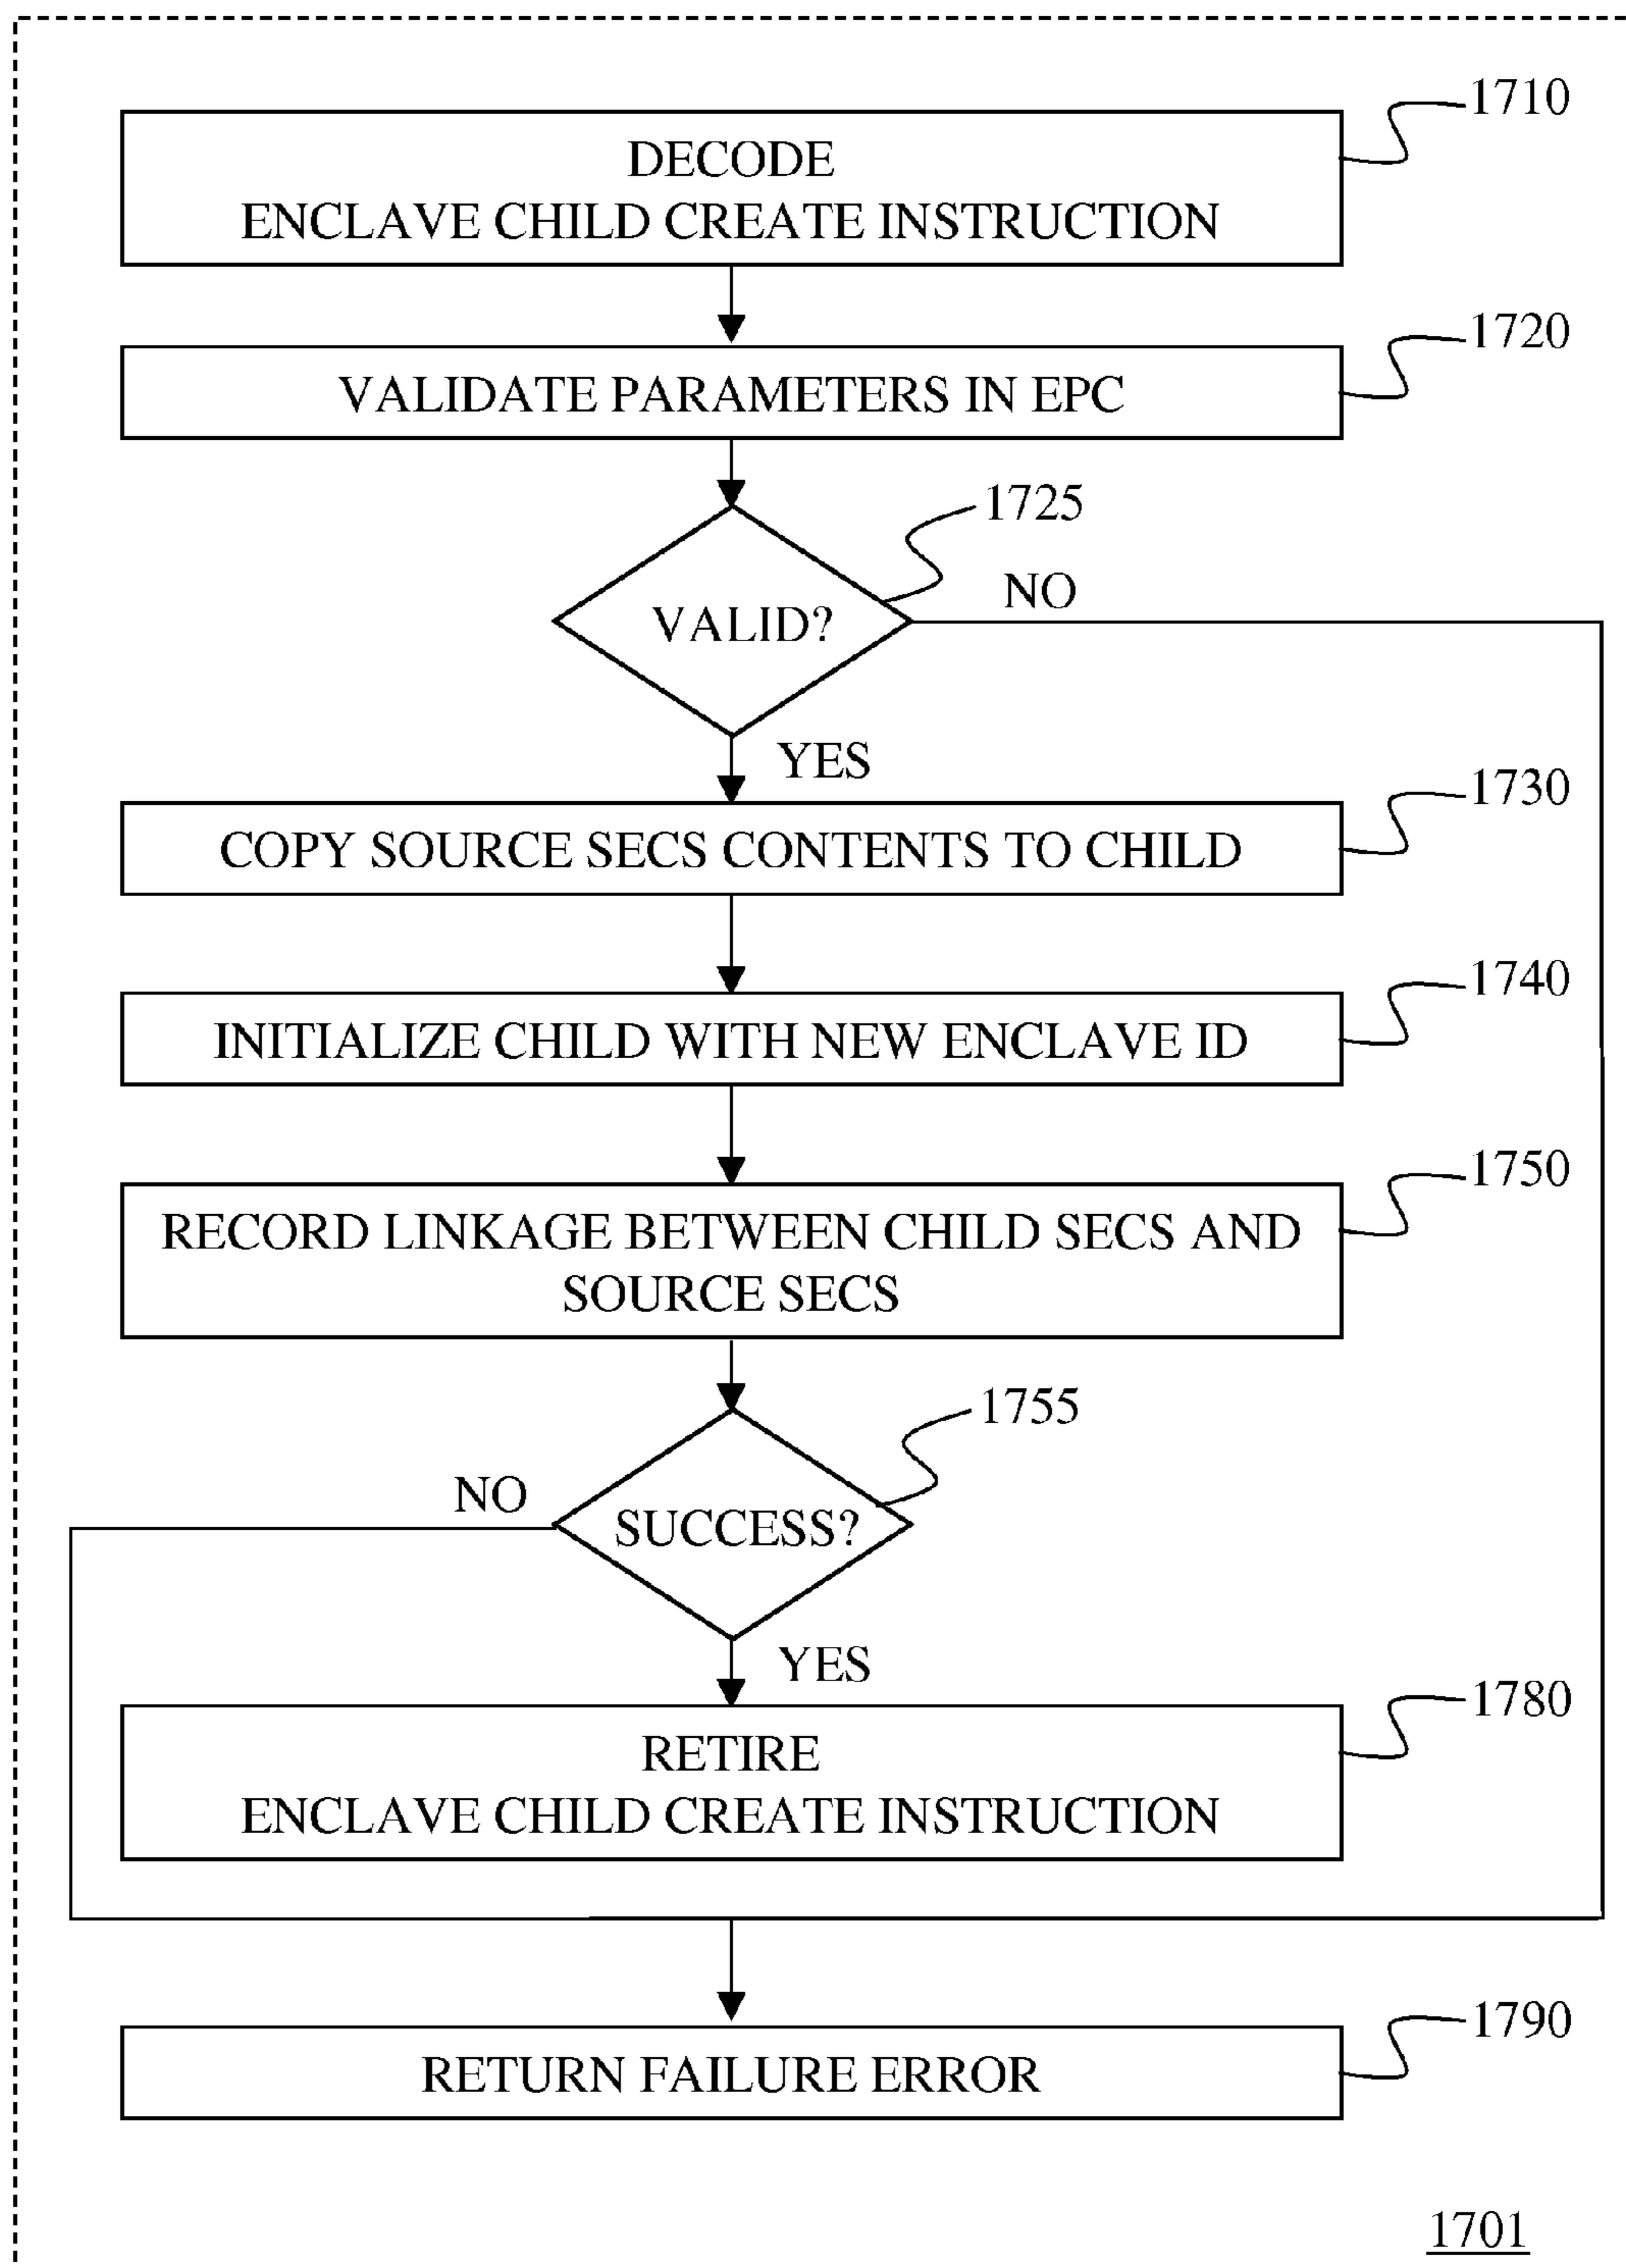 1710
DECODE
ENCLAVE CHILD CREATE INSTRUCTION
1720
VALIDATE PARAMETERS IN EPC
1725
NO
VALID?
YES
1730
COPY SOURCE SECS CONTENTS TO CHILD
1740
INITIALIZE CHILD WITH NEW ENCLAVE ID
1750
RECORD LINKAGE BETWEEN CHILD SECS AND
SOURCE SECS
1755
NO
SUCCESS?
YES
1780
RETIRE
ENCLAVE CHILD CREATE INSTRUCTION
1790
RETURN FAILURE ERROR
1701